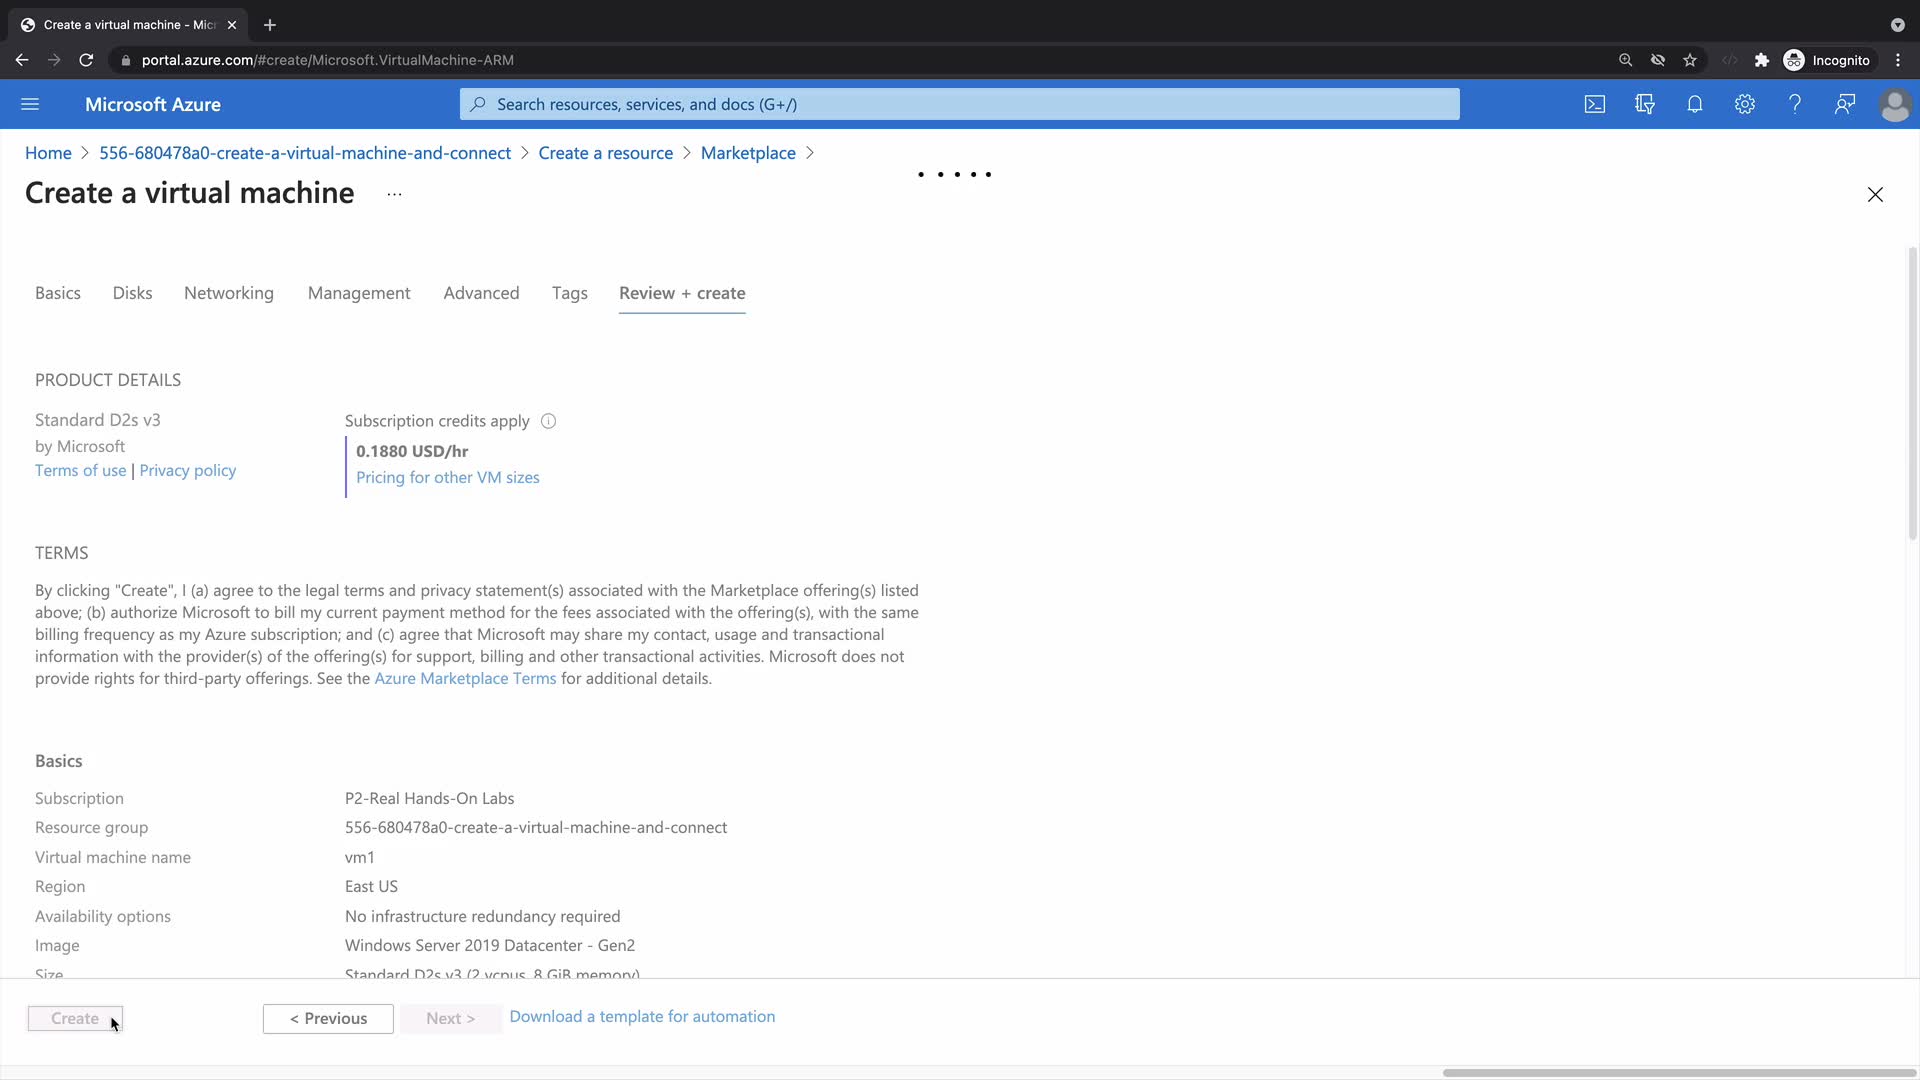 Create a virtual machine - Micr
portal.azure.com/#create/Microsoft.VirtualMachine-ARM
Incognito
Microsoft Azure
Search resources, services, and docs (G+/)
Home > 556-680478a0-create-a-virtual-machine-and-connect > Create a resource > Marketplace >
Create a virtual machine ...
Basics Disks Networking Management Advanced Tags Review + create
PRODUCT DETAILS
Standard D2s v3
by Microsoft
Terms of use | Privacy policy
Subscription credits apply
0.1880 USD/hr
Pricing for other VM sizes
TERMS
By clicking "Create", I (a) agree to the legal terms and privacy statement(s) associated with the Marketplace offering(s) listed
above; (b) authorize Microsoft to bill my current payment method for the fees associated with the offering(s), with the same
billing frequency as my Azure subscription; and (c) agree that Microsoft may share my contact, usage and transactional
information with the provider(s) of the offering(s) for support, billing and other transactional activities. Microsoft does not
provide rights for third-party offerings. See the Azure Marketplace Terms for additional details.
Basics
Subscription P2-Real Hands-On Labs
Resource group 556-680478a0-create-a-virtual-machine-and-connect
Virtual machine name vm1
Region East US
Availability options No infrastructure redundancy required
Image Windows Server 2019 Datacenter - Gen2
Size Standard D2s v3 (2 vcpus, 8 GiB memory)
Create < Previous Next > Download a template for automation